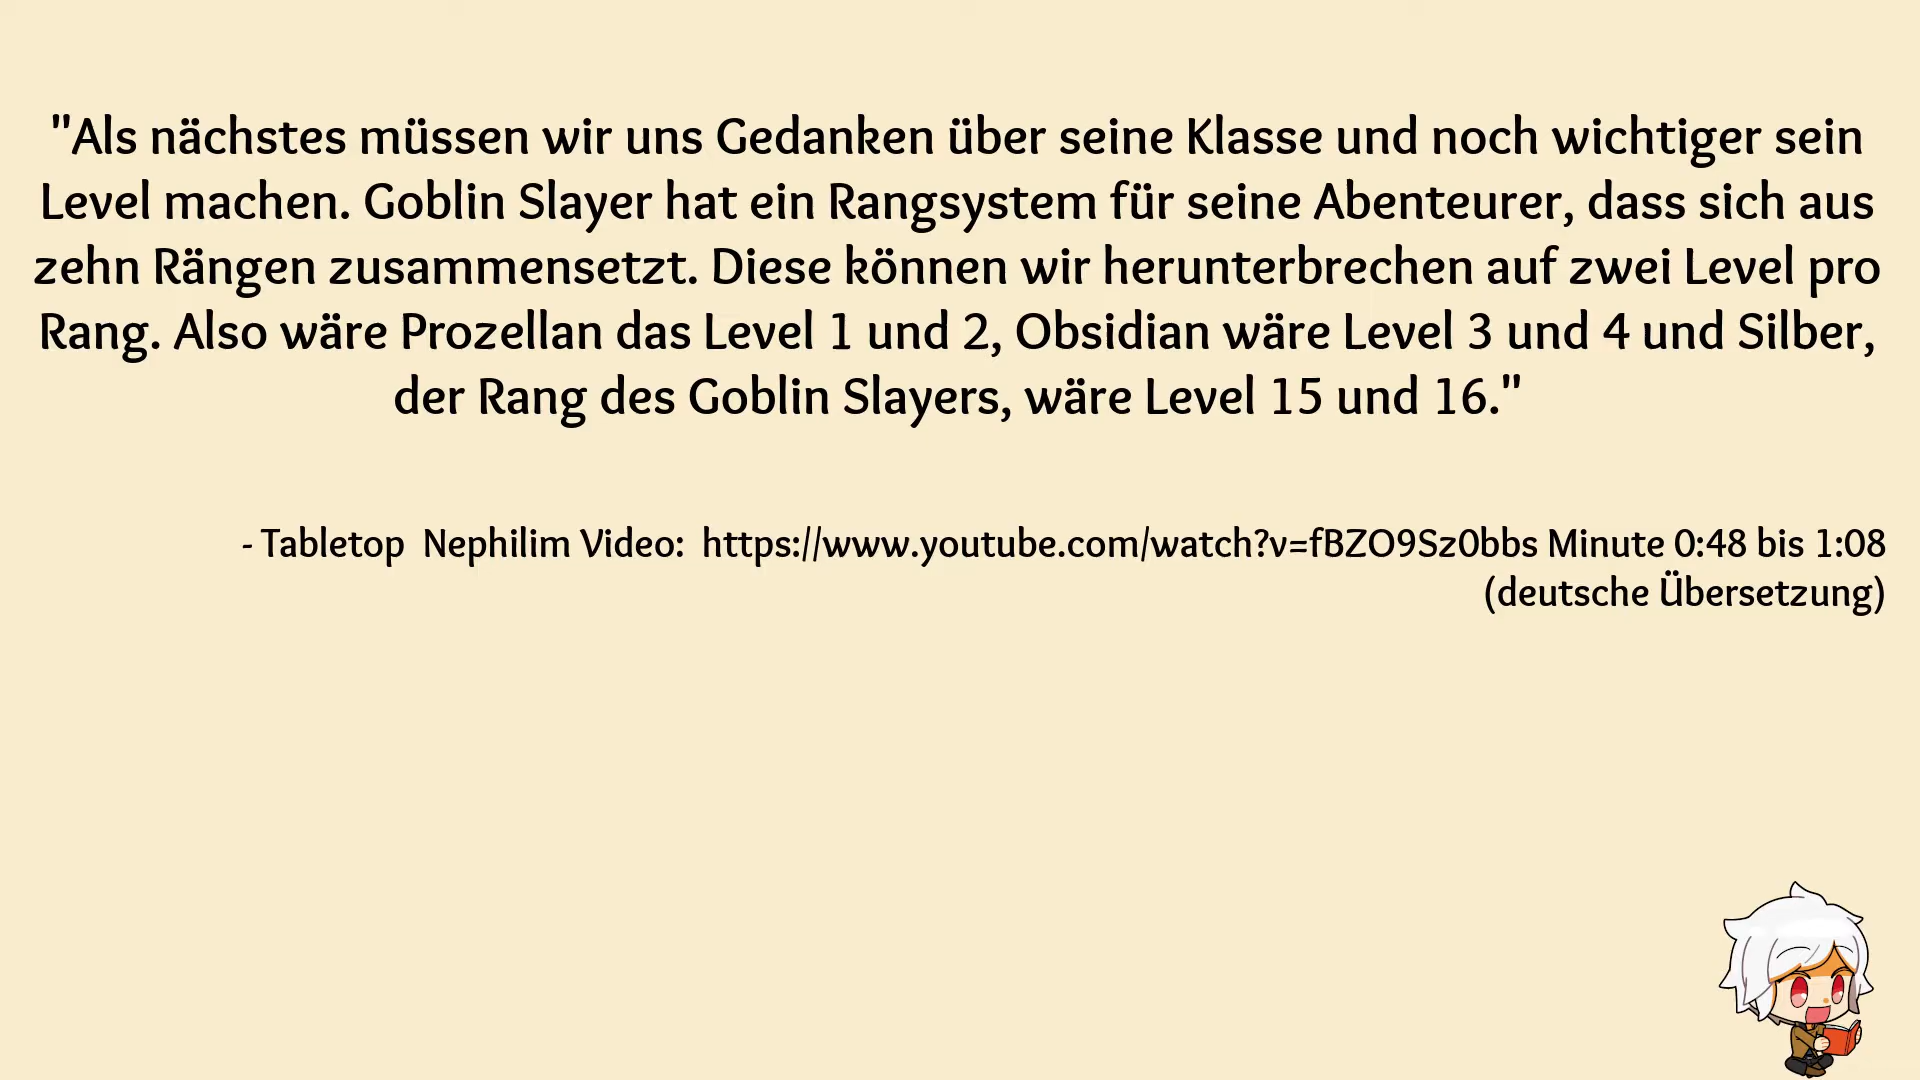 "Als nächstes müssen wir uns Gedanken über seine Klasse und noch wichtiger sein
Level machen. Goblin Slayer hat ein Rangsystem für seine Abenteurer, dass sich aus
zehn Rängen zusammensetzt. Diese können wir herunterbrechen auf zwei Level pro
Rang. Also wäre Prozellan das Level 1 und 2, Obsidian wäre Level 3 und 4 und Silber,
der Rang des Goblin Slayers, wäre Level 15 und 16."
- Tabletop  Nephilim Video:  https://www.youtube.com/watch?v=fBZO9Sz0bbs Minute 0:48 bis 1:08
(deutsche Übersetzung)